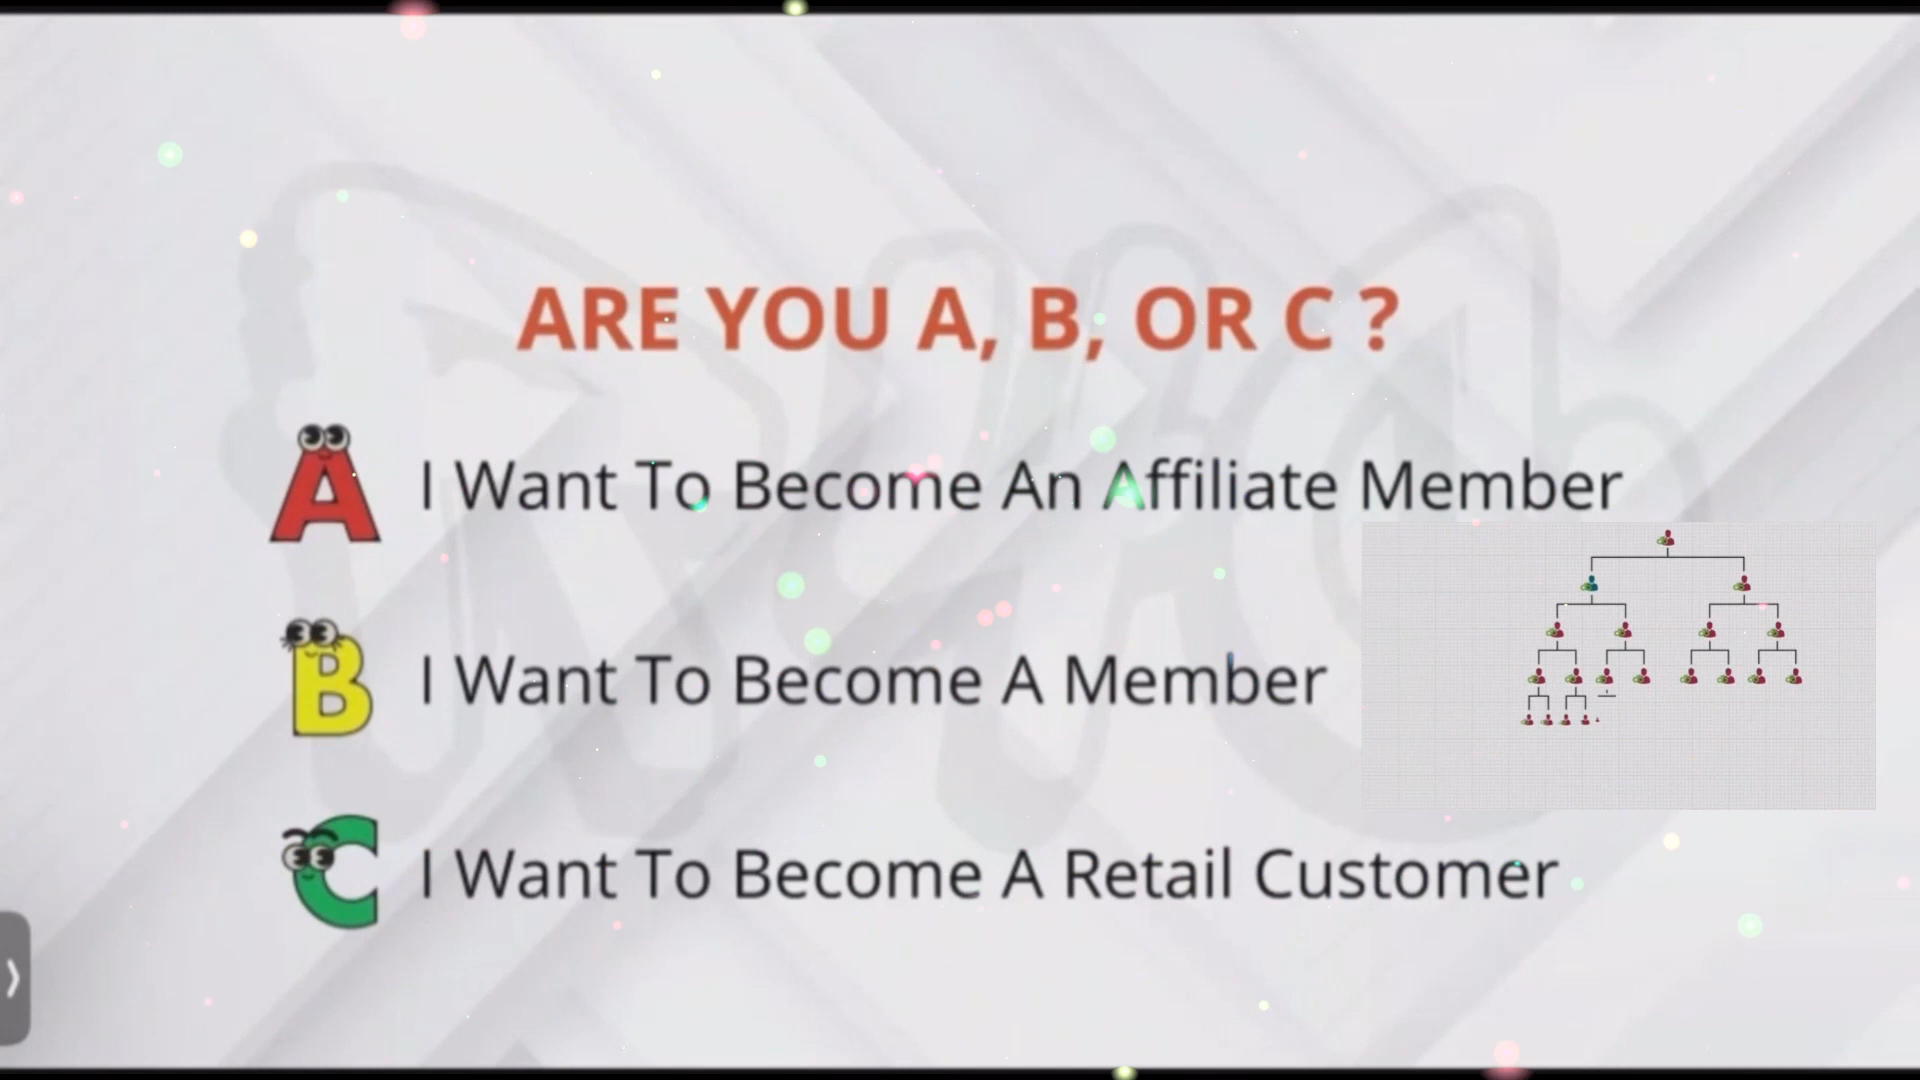 ARE YOU A, B, OR C ?
A I Want To Become An Affiliate Member
B I Want To Become A Member
C I Want To Become A Retail Customer